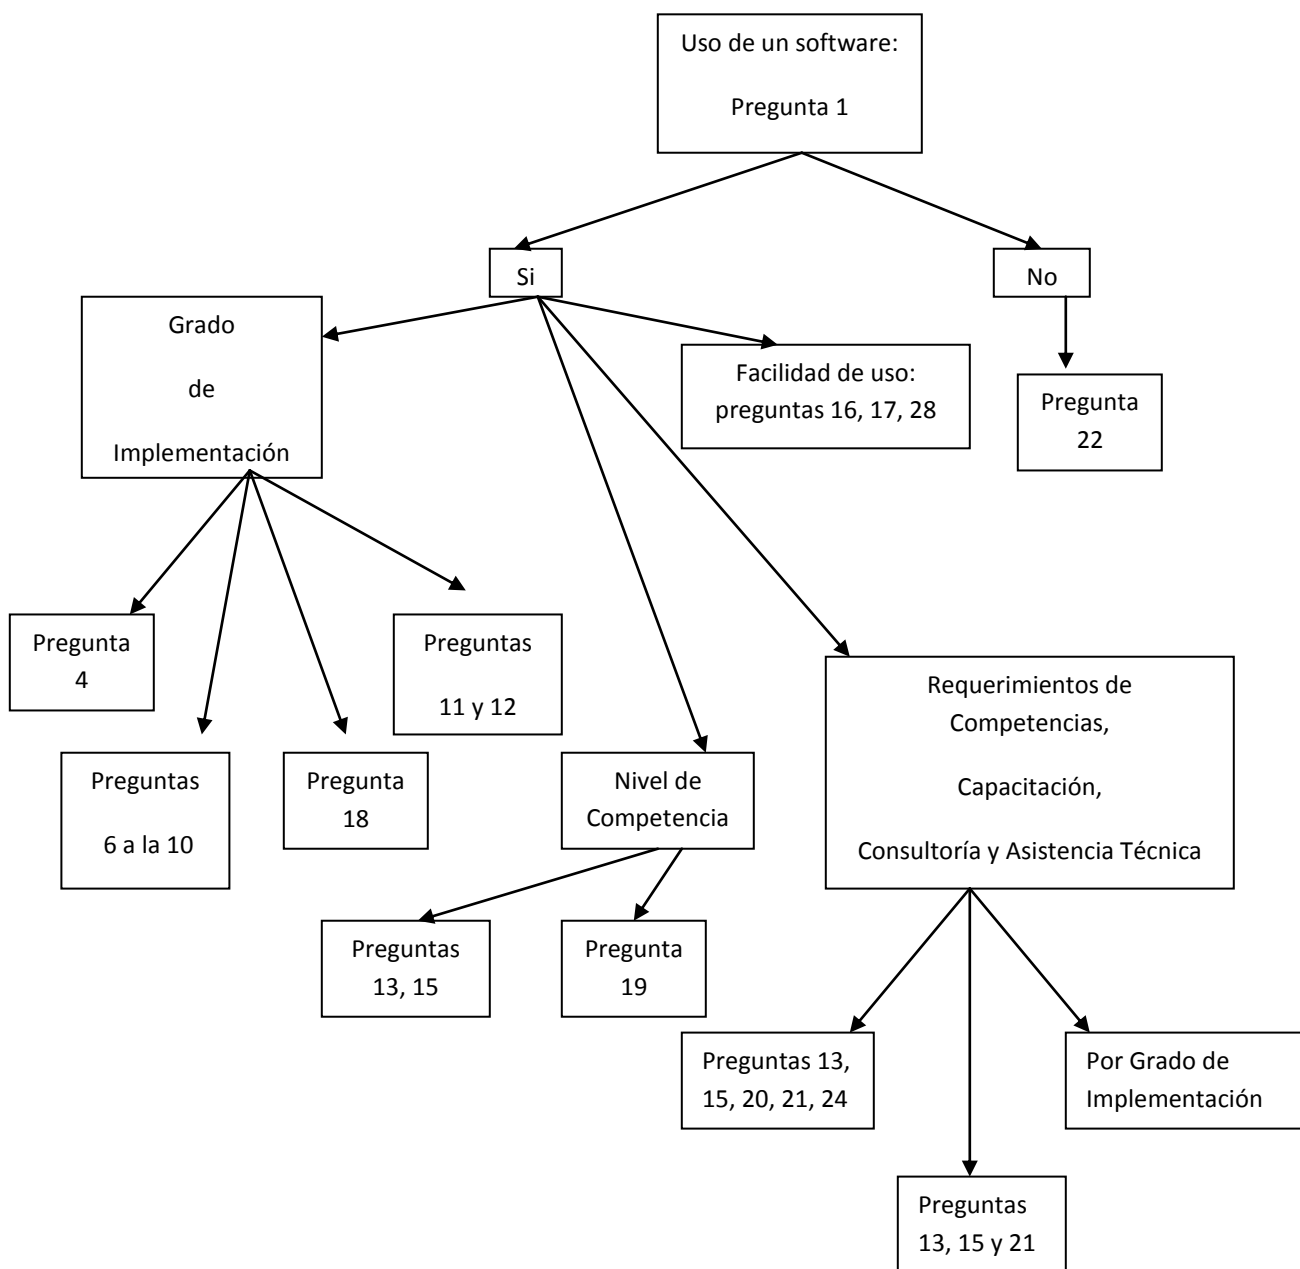 Uso de un software:
Pregunta 1
Si
No
Grado
de
Implementación
Facilidad de uso:
preguntas 16, 17, 28
Pregunta
22
Pregunta
4
Preguntas
11 y 12
Requerimientos de
Competencias,
Capacitación,
Consultoría y Asistencia Técnica
Preguntas
6 a la 10
Pregunta
18
Nivel de
Competencia
Preguntas
13, 15
Pregunta
19
Preguntas 13,
15, 20, 21, 24
Por Grado de
Implementación
Preguntas
13, 15 y 21